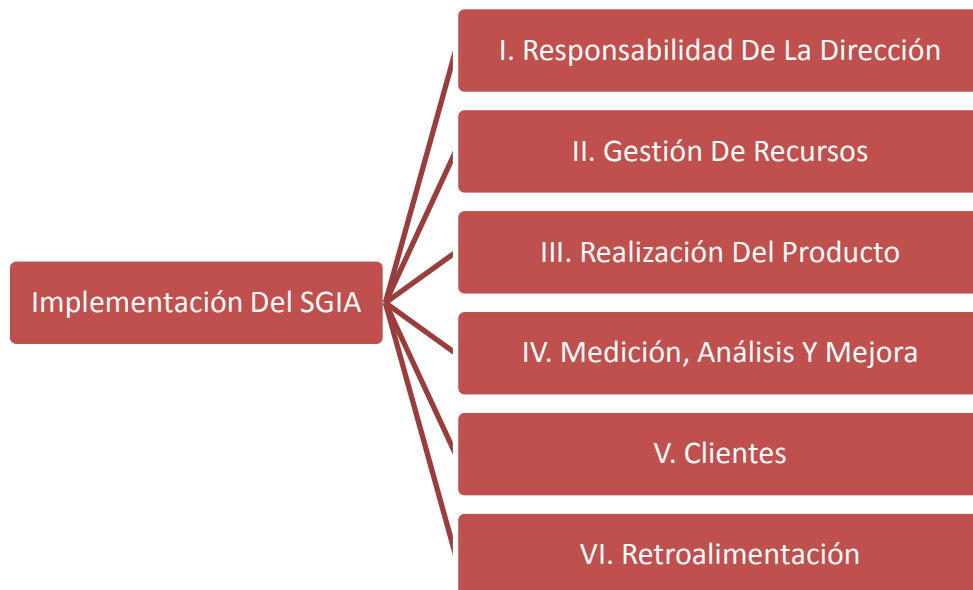 I. Responsabilidad De La Dirección
II. Gestión De Recursos
III. Realización Del Producto
Implementación Del SGIA
IV. Medición, Análisis Y Mejora
V. Clientes
VI. Retroalimentación